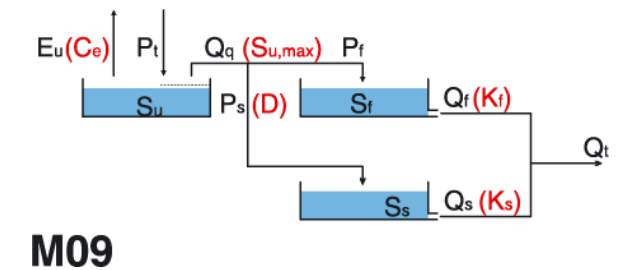 Eu(Ce) Pt Qq (Su,max) Pf
Su Ps (D) Sf Qf (Kf)
Qt
Ss Qs (Ks)
M09